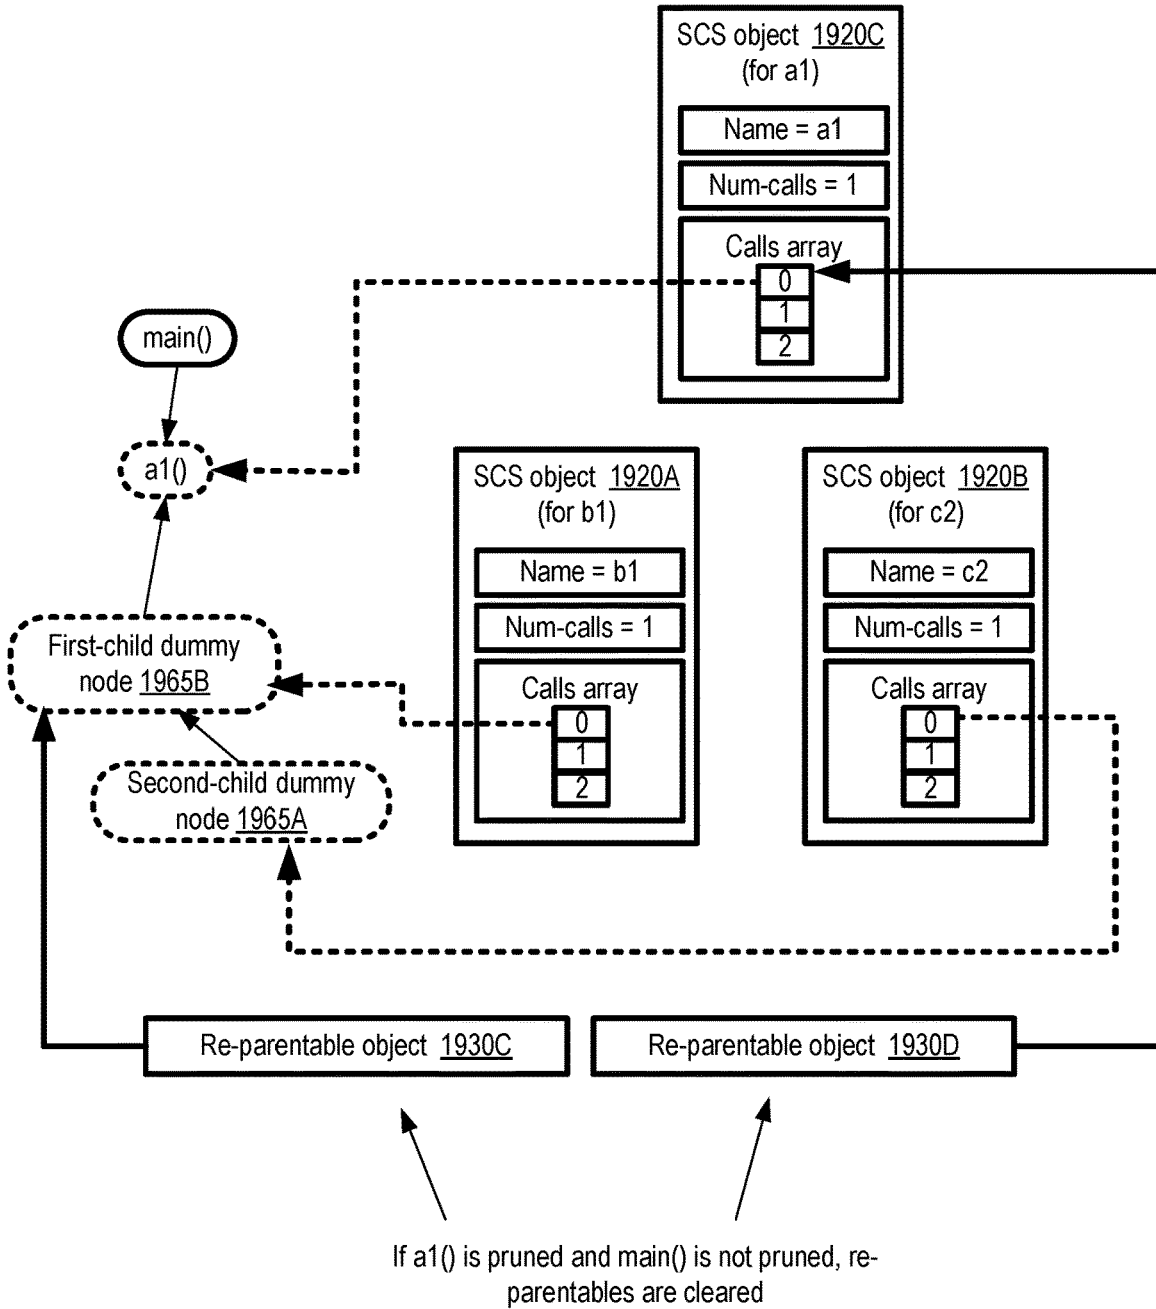 SCS object 1920C
(for a1)
Name = a1
Num-calls = 1
Calls array
0
1
2
main()
a1()
SCS object 1920A
(for b1)
Name = b1
Num-calls = 1
Calls array
0
1
2
SCS object 1920B
(for c2)
Name = c2
Num-calls = 1
Calls array
0
1
2
First-child dummy
node 1965B
Second-child dummy
node 1965A
Re-parentable object 1930C
Re-parentable object 1930D
If a1() is pruned and main() is not pruned, re-
parentables are cleared